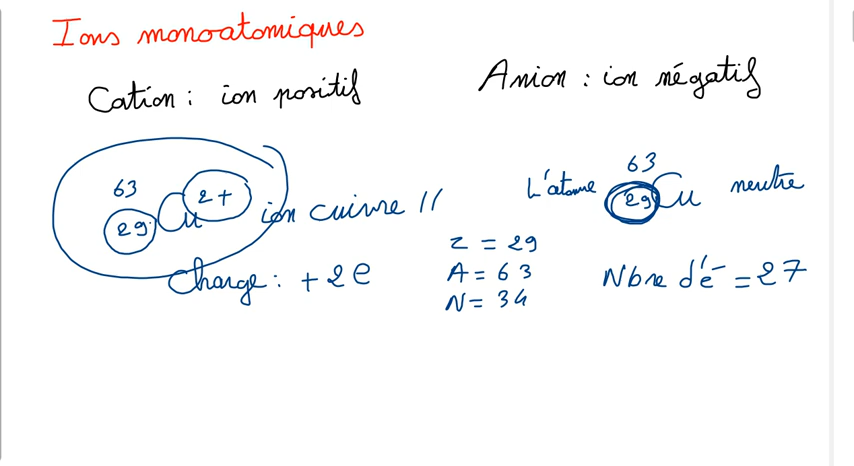 Ions monoatomiques
Cation : ion positif
Anion : ion négatif
63 29 Cu 2+ ion cuivre II
L'atome 63 29 Cu neutre
Charge : +2e
Z = 29
A = 63
N = 34
Nbre d'é = 27